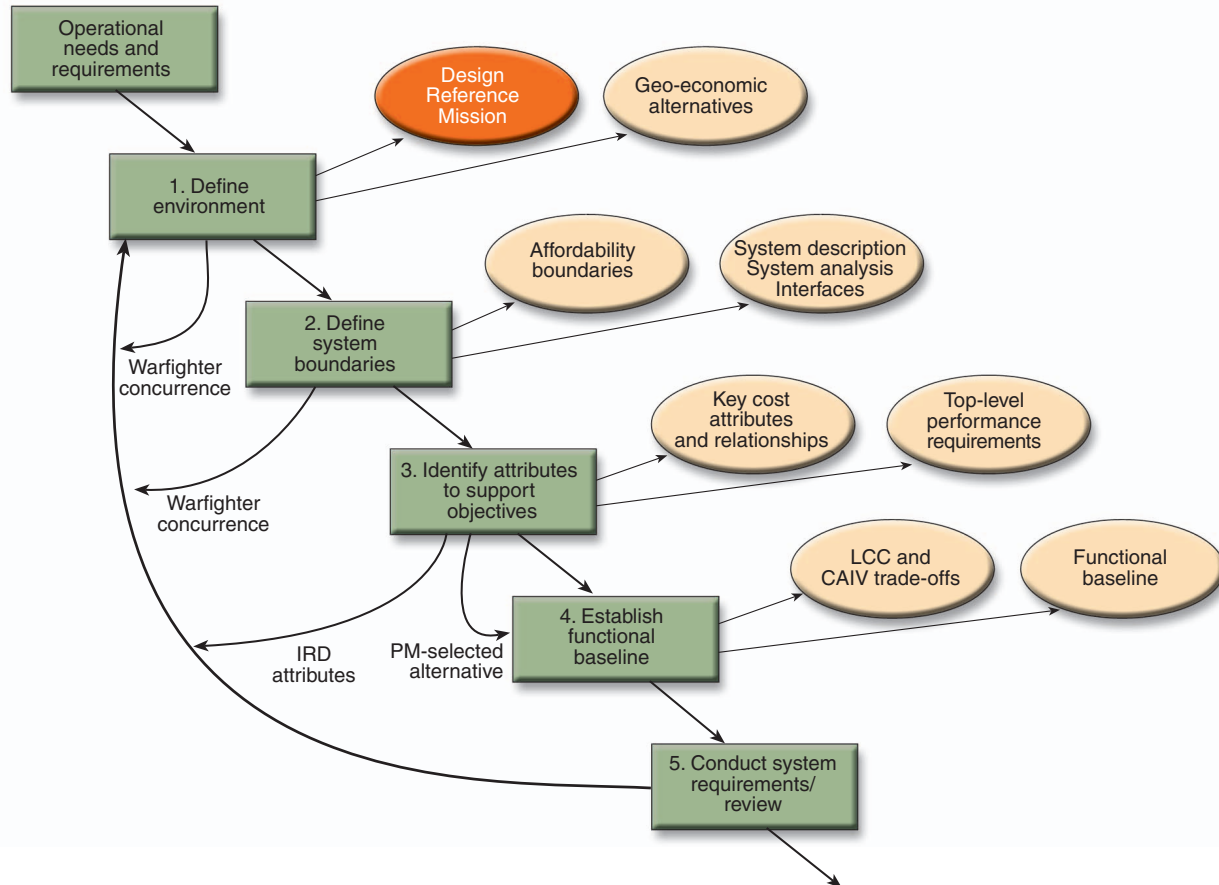 Operational
needs and
requirements
Design
Reference
Mission
Geo-economic
alternatives
1. Define
environment
Affordability
boundaries
System description
System analysis
Interfaces
2. Define
system
boundaries
Warfighter
concurrence
Key cost
attributes
and relationships
Top-level
performance
requirements
3. Identify attributes
to support
objectives
Warfighter
concurrence
LCC and
CAIV trade-offs
Functional
baseline
4. Establish
functional
baseline
IRD
attributes
PM-selected
alternative
5. Conduct system
requirements/
review